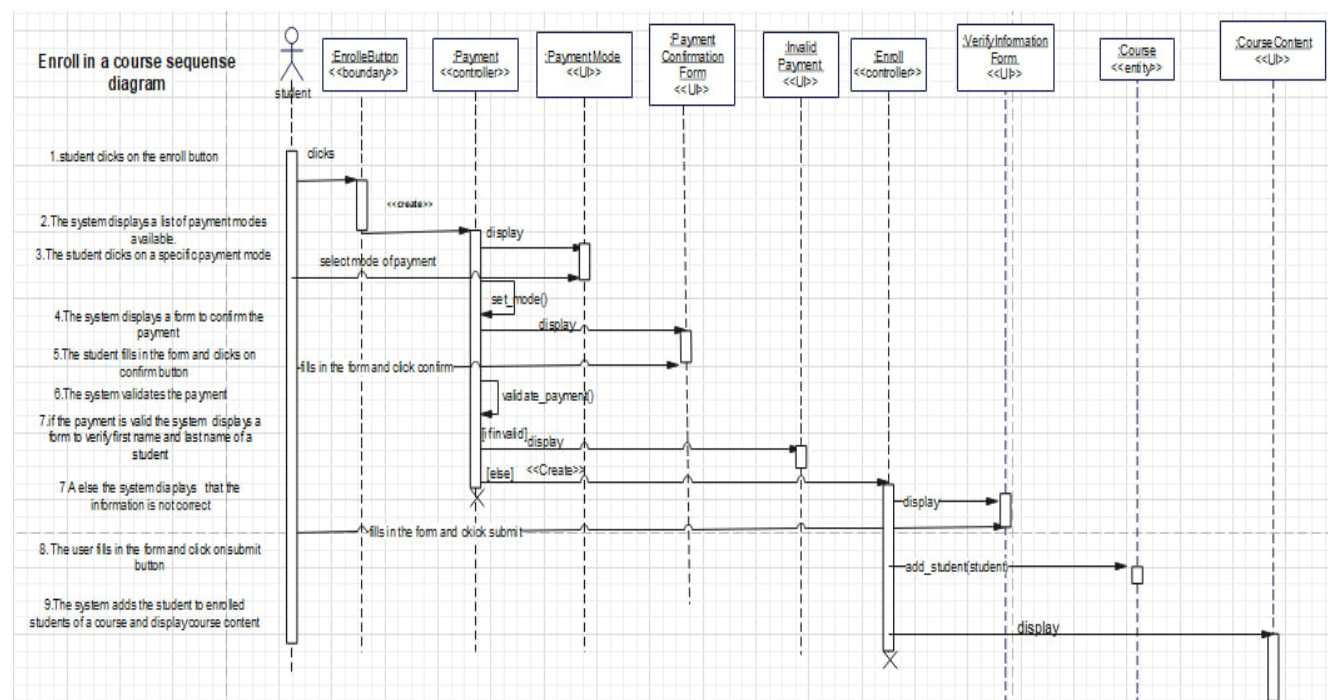 Enroll in a course sequense
diagram
student
:EnrolleButton
<<boundary>>
:Payment
<<controller>>
:PaymentMode
<<UI>>
:Payment
Confirmation
Form
<<UI>>
:Invalid
Payment
<<UI>>
:Enroll
<<controller>>
:VerifyInformation
Form
<<UI>>
:Course
<<entity>>
:CourseContent
<<UI>>
1.student clicks on the enroll button
clicks
<<create>>
2.The system displays a list of payment modes
available.
display
3.The student clicks on a specific payment mode
select mode of payment
set_mode()
4.The system displays a form to confirm the
payment
display
5.The student fills in the form and clicks on
confirm button
fills in the form and click confirm
6.The system validates the payment
validate_payment()
7.if the payment is valid the system displays a
form to verify first name and last name of a
student
[if invalid]
display
[else]
<<Create>>
7 A else the system diaplays that the
information is not correct
display
fills in the form and ckick submit
8. The user fills in the form and click on submit
button
add_student(student)
9.The system adds the student to enrolled
students of a course and display course content
display